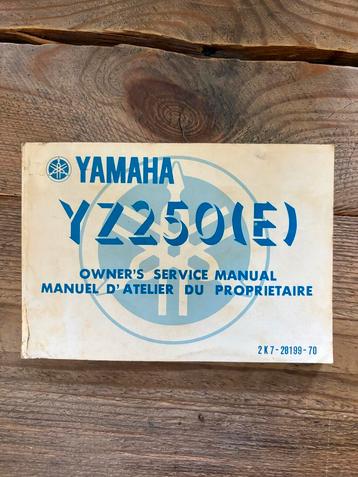 YAMAHA
YZ250(E)
OWNER'S SERVICE MANUAL
MANUEL D'ATELIER DU PROPRIETAIRE
2K7-28199-70